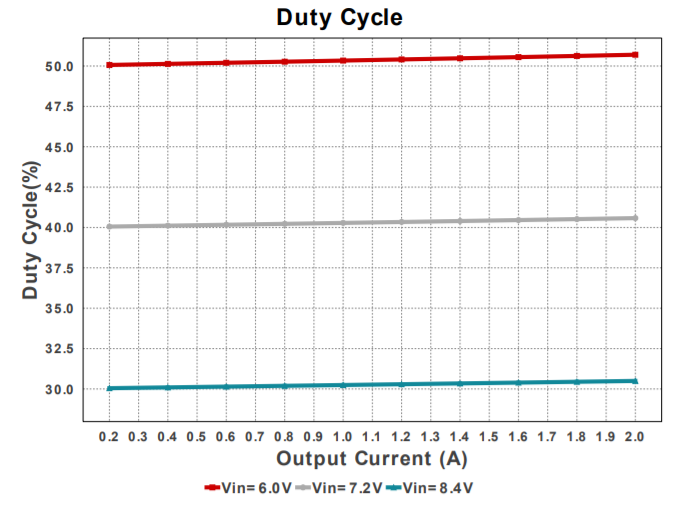 Duty Cycle
Duty Cycle(%)
50.0
47.5
45.0
42.5
40.0
37.5
35.0
32.5
30.0
0.2 0.3 0.4 0.5 0.6 0.7 0.8 0.9 1.0 1.1 1.2 1.3 1.4 1.5 1.6 1.7 1.8 1.9 2.0
Output Current (A)
Vin= 6.0V Vin= 7.2V Vin= 8.4V